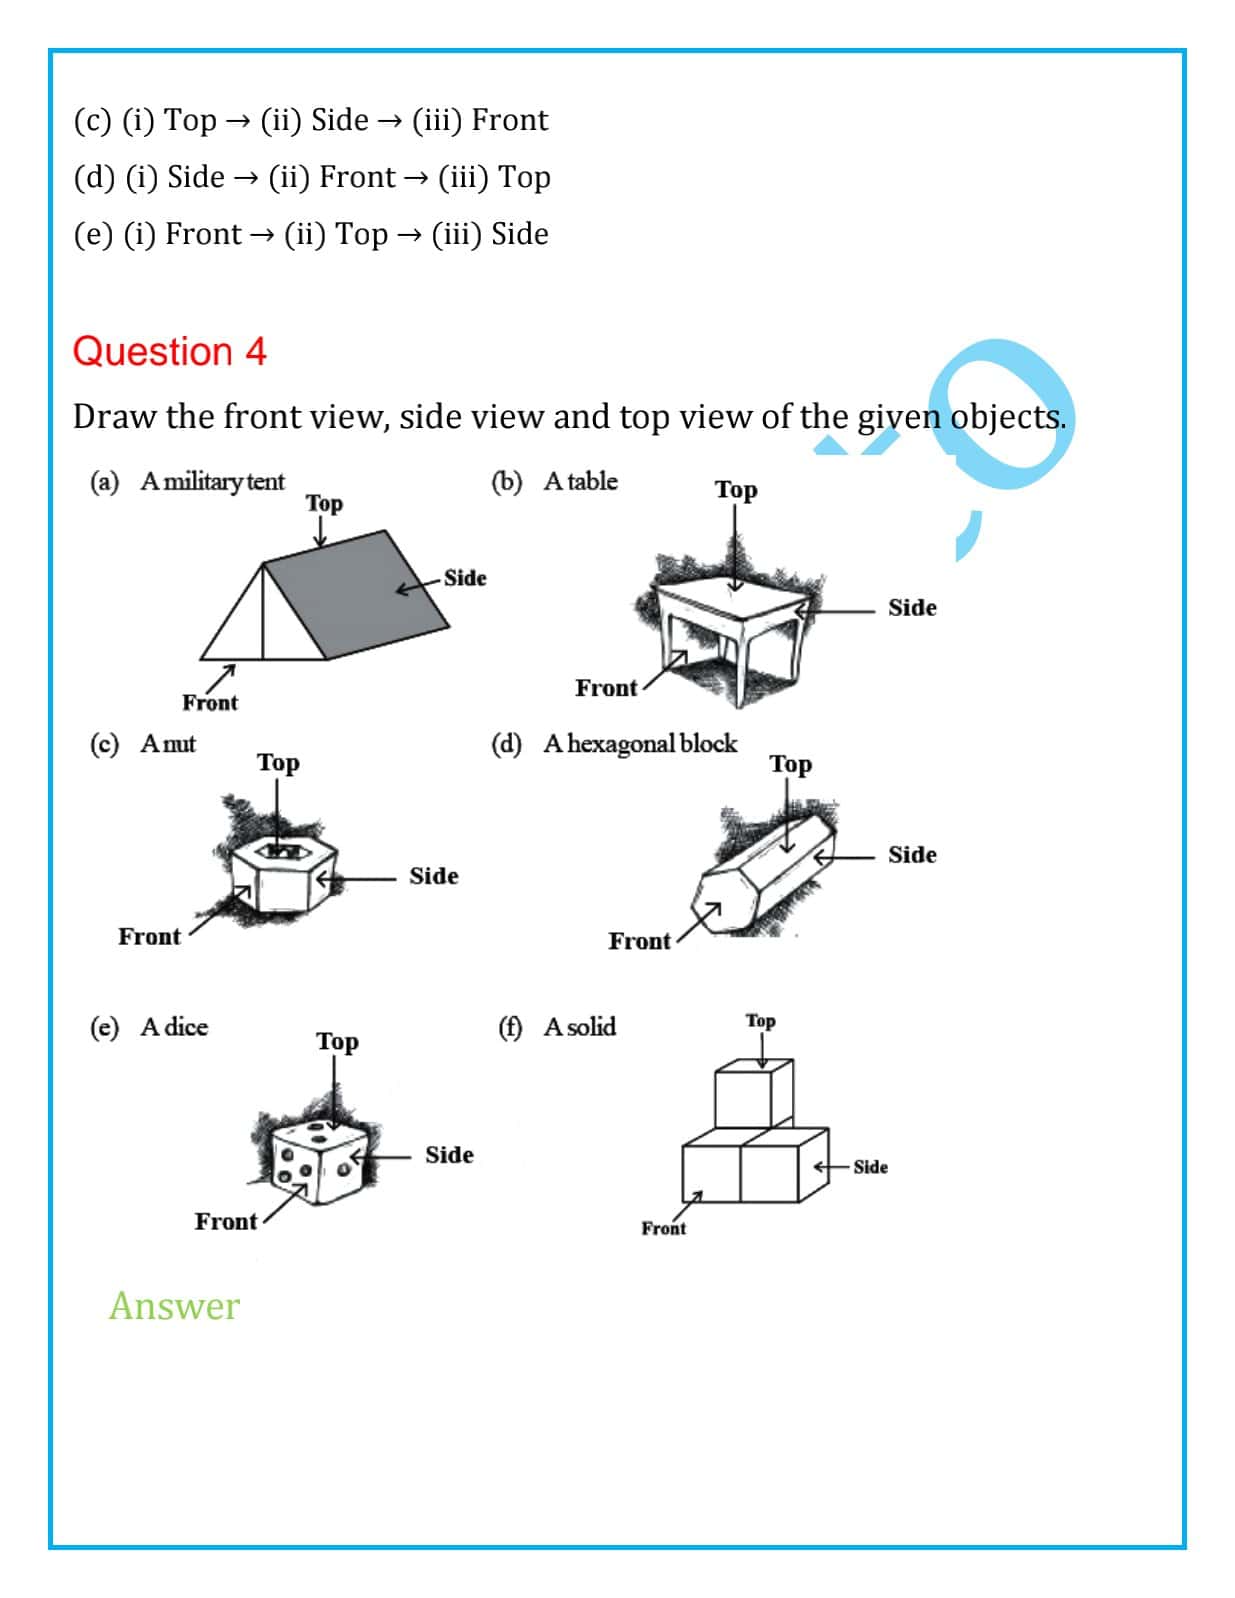 (c) (i) Top → (ii) Side → (iii) Front
(d) (i) Side → (ii) Front → (iii) Top
(e) (i) Front → (ii) Top → (iii) Side
Question 4
Draw the front view, side view and top view of the given objects.
(a) A military tent
Top
Side
Front
(b) A table
Top
Side
Front
(c) A nut
Top
Side
Front
(d) A hexagonal block
Top
Side
Front
(e) A dice
Top
Side
Front
(f) A solid
Top
Side
Front
Answer